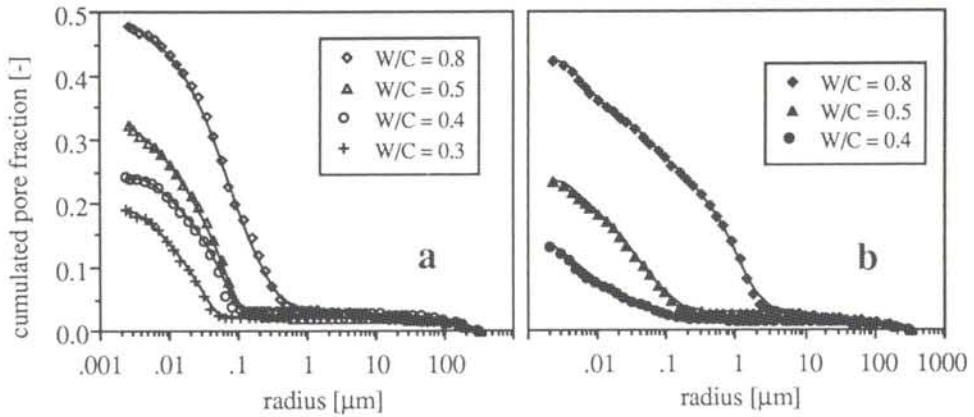 cumulated pore fraction [-]
0.5
0.4
0.3
0.2
0.1
0.0
W/C = 0.8
W/C = 0.5
W/C = 0.4
W/C = 0.3
a
.001 .01 .1 1 10 100
radius [µm]
W/C = 0.8
W/C = 0.5
W/C = 0.4
b
.01 .1 1 10 100 1000
radius [µm]